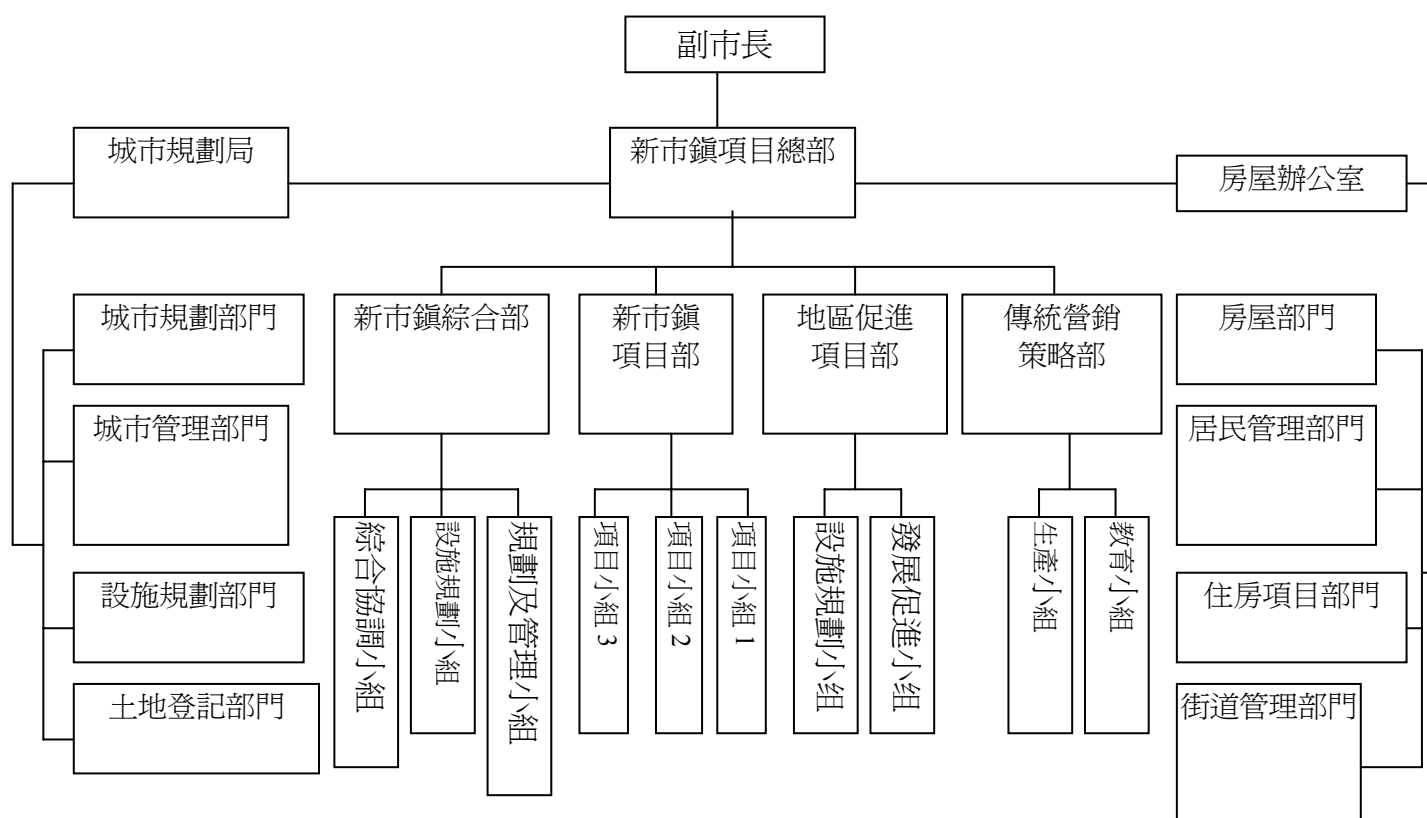 副市長
城市規劃局
新市鎮項目總部
房屋辦公室
城市規劃部門
新市鎮綜合部
新市鎮
項目部
地區促進
項目部
傳統營銷
策略部
房屋部門
城市管理部門
居民管理部門
設施規劃部門
住房項目部門
土地登記部門
街道管理部門
綜合協調小組
設施規劃小組
規劃及管理小組
項目小組 3
項目小組 2
項目小組 1
設施規劃小组
發展促進小组
生產小組
教育小組